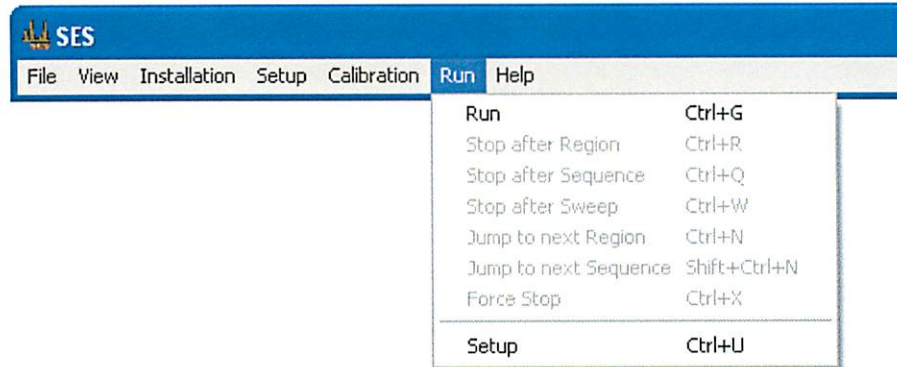 SES
File View Installation Setup Calibration Run Help
Run Ctrl+G
Stop after Region Ctrl+R
Stop after Sequence Ctrl+Q
Stop after Sweep Ctrl+W
Jump to next Region Ctrl+N
Jump to next Sequence Shift+Ctrl+N
Force Stop Ctrl+X
Setup Ctrl+U